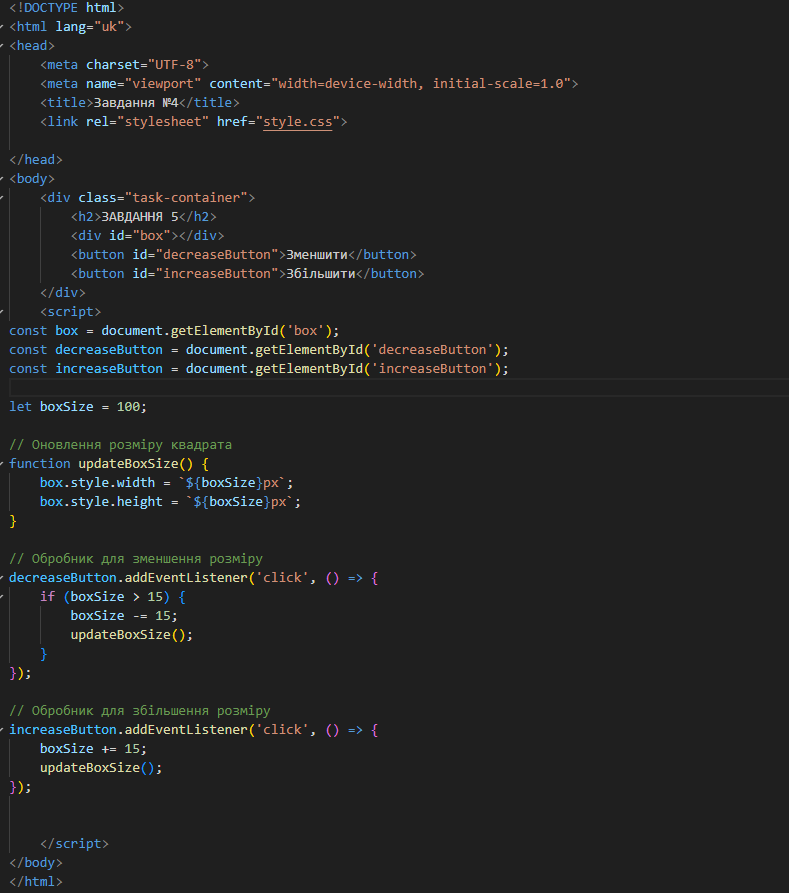 <!DOCTYPE html>
<html lang="uk">
<head>
    <meta charset="UTF-8">
    <meta name="viewport" content="width=device-width, initial-scale=1.0">
    <title>Завдання №4</title>
    <link rel="stylesheet" href="style.css">
</head>
<body>
    <div class="task-container">
        <h2>ЗАВДАННЯ 5</h2>
        <div id="box"></div>
        <button id="decreaseButton">Зменшити</button>
        <button id="increaseButton">Збільшити</button>
    </div>
    <script>
const box = document.getElementById('box');
const decreaseButton = document.getElementById('decreaseButton');
const increaseButton = document.getElementById('increaseButton');
let boxSize = 100;
// Оновлення розміру квадрата
function updateBoxSize() {
    box.style.width = `${boxSize}px`;
    box.style.height = `${boxSize}px`;
}
// Обробник для зменшення розміру
decreaseButton.addEventListener('click', () => {
    if (boxSize > 15) {
        boxSize -= 15;
        updateBoxSize();
    }
});
// Обробник для збільшення розміру
increaseButton.addEventListener('click', () => {
    boxSize += 15;
    updateBoxSize();
});
    </script>
</body>
</html>